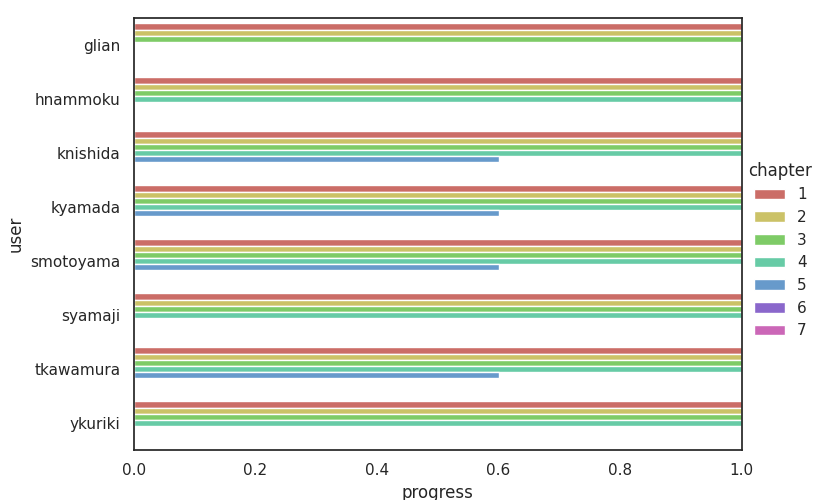 glian
hnammoku
knishida
kyamada
smotoyama
syamaji
tkawamura
ykuriki
user
0.0 0.2 0.4 0.6 0.8 1.0
progress
chapter
1
2
3
4
5
6
7